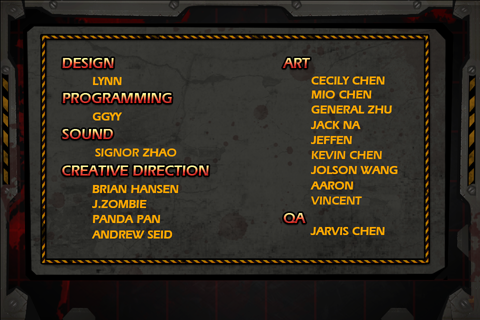 DESIGN
LYNN
PROGRAMMING
GGYY
SOUND
SIGNOR ZHAO
CREATIVE DIRECTION
BRIAN HANSEN
J.ZOMBIE
PANDA PAN
ANDREW SEID
ART
CECILY CHEN
MIO CHEN
GENERAL ZHU
JACK NA
JEFFEN
KEVIN CHEN
JOLSON WANG
AARON
VINCENT
QA
JARVIS CHEN